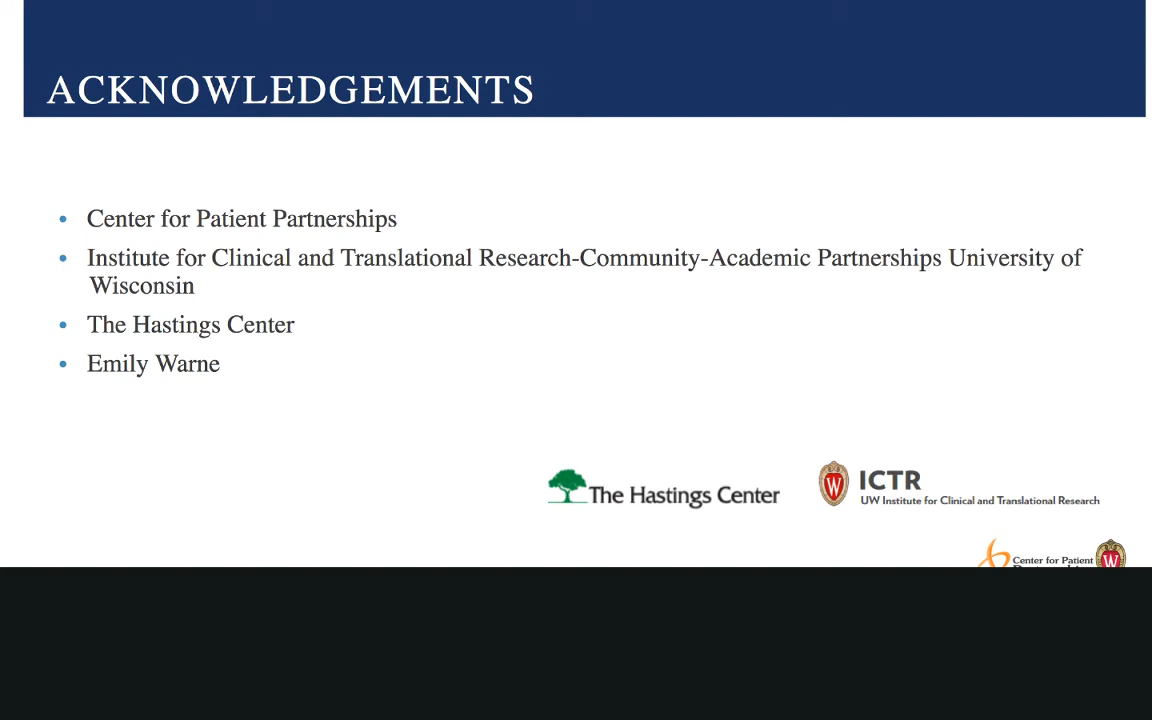 ACKNOWLEDGEMENTS
• Center for Patient Partnerships
• Institute for Clinical and Translational Research-Community-Academic Partnerships University of
Wisconsin
• The Hastings Center
• Emily Warne
The Hastings Center
W ICTR
UW Institute for Clinical and Translational Research
Center for Patient
W